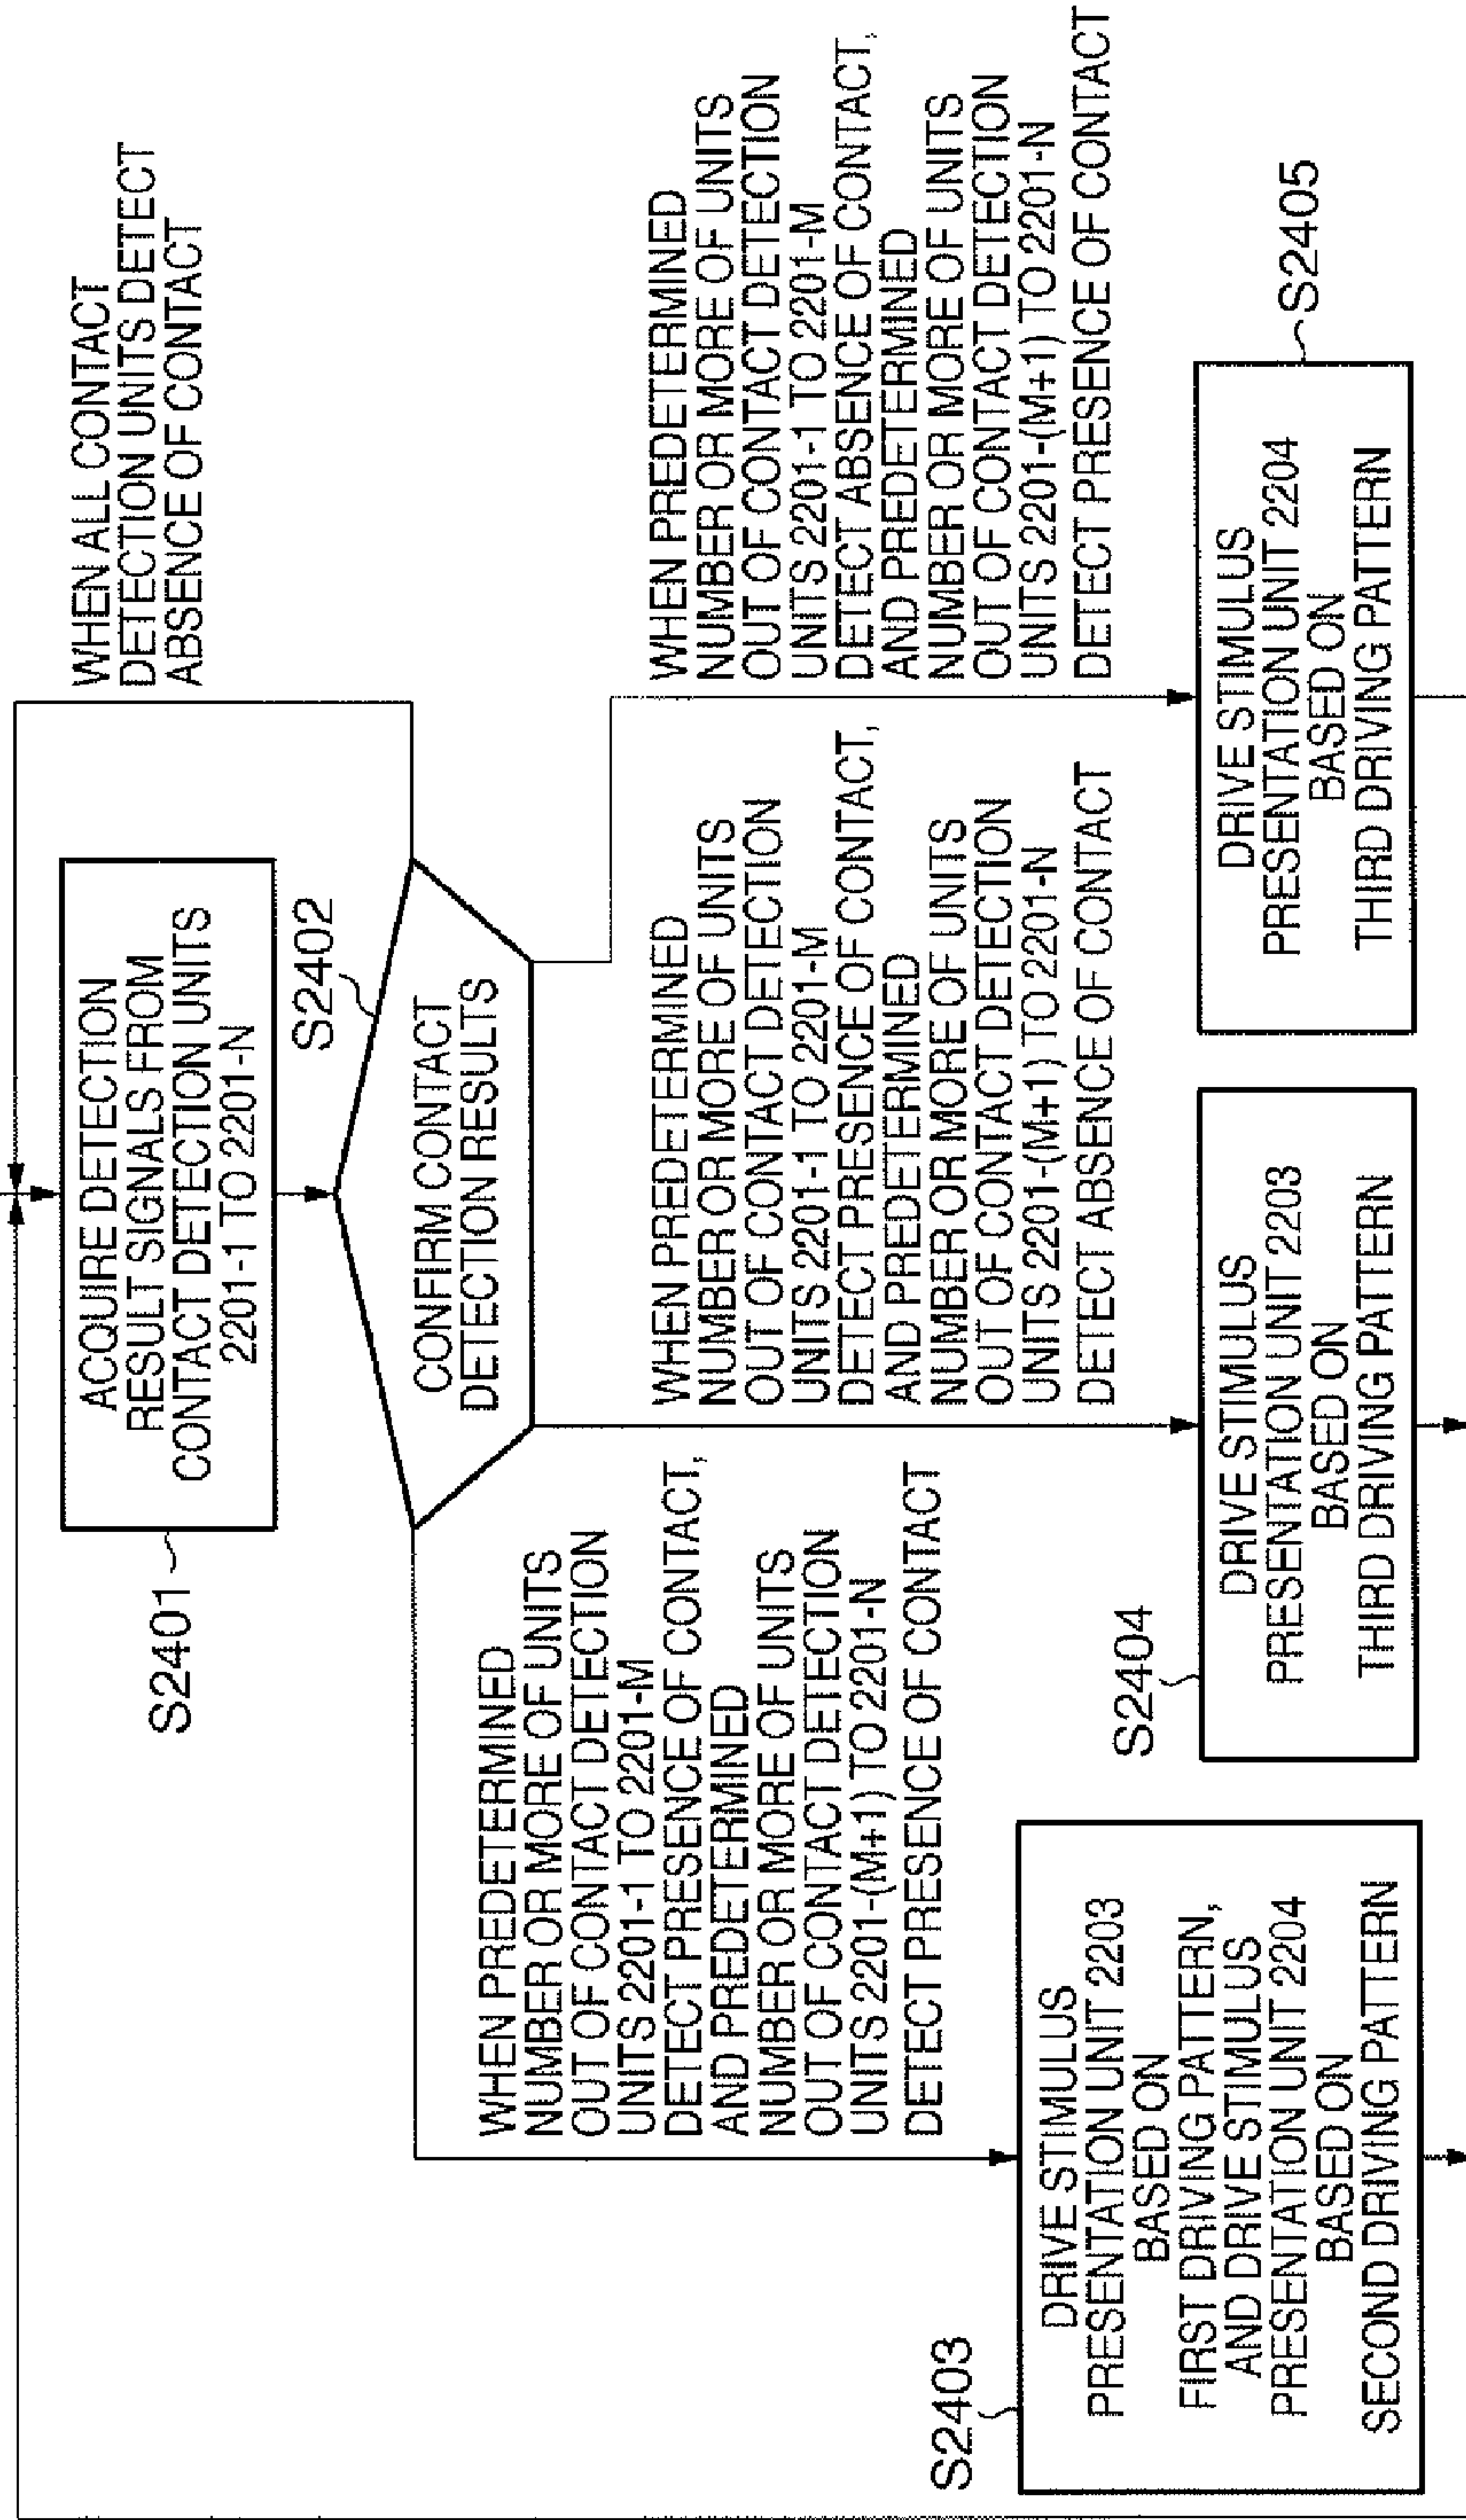 S2401
ACQUIRE DETECTION
RESULT SIGNALS FROM
CONTACT DETECTION UNITS
2201-1 TO 2201-N
S2402
CONFIRM CONTACT
DETECTION RESULTS
WHEN ALL CONTACT
DETECTION UNITS DETECT
ABSENCE OF CONTACT
WHEN PREDETERMINED
NUMBER OR MORE OF UNITS
OUT OF CONTACT DETECTION
UNITS 2201-1 TO 2201-M
DETECT PRESENCE OF CONTACT,
AND PREDETERMINED
NUMBER OR MORE OF UNITS
OUT OF CONTACT DETECTION
UNITS 2201-(M+1) TO 2201-N
DETECT PRESENCE OF CONTACT
WHEN PREDETERMINED
NUMBER OR MORE OF UNITS
OUT OF CONTACT DETECTION
UNITS 2201-1 TO 2201-M
DETECT PRESENCE OF CONTACT,
AND PREDETERMINED
NUMBER OR MORE OF UNITS
OUT OF CONTACT DETECTION
UNITS 2201-(M+1) TO 2201-N
DETECT ABSENCE OF CONTACT
WHEN PREDETERMINED
NUMBER OR MORE OF UNITS
OUT OF CONTACT DETECTION
UNITS 2201-1 TO 2201-M
DETECT ABSENCE OF CONTACT,
AND PREDETERMINED
NUMBER OR MORE OF UNITS
OUT OF CONTACT DETECTION
UNITS 2201-(M+1) TO 2201-N
DETECT PRESENCE OF CONTACT
S2403
DRIVE STIMULUS
PRESENTATION UNIT 2203
BASED ON
FIRST DRIVING PATTERN,
AND DRIVE STIMULUS
PRESENTATION UNIT 2204
BASED ON
SECOND DRIVING PATTERN
S2404
DRIVE STIMULUS
PRESENTATION UNIT 2203
BASED ON
THIRD DRIVING PATTERN
S2405
DRIVE STIMULUS
PRESENTATION UNIT 2204
BASED ON
THIRD DRIVING PATTERN